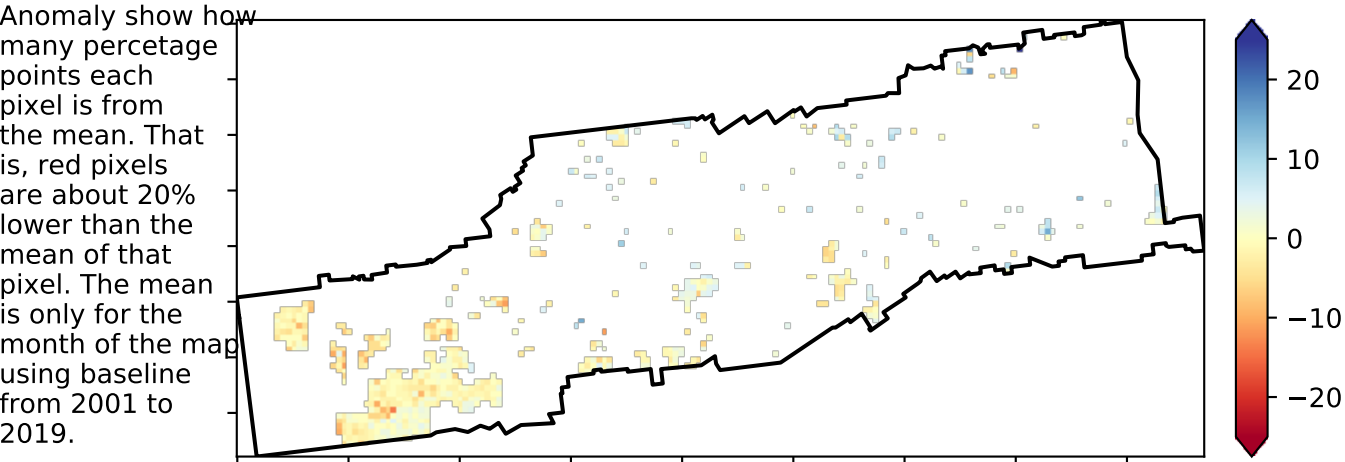 Anomaly show how
many percetage
points each
pixel is from
the mean. That
is, red pixels
are about 20%
lower than the
mean of that
pixel. The mean
is only for the
month of the map
using baseline
from 2001 to
2019.
20
10
0
−10
−20